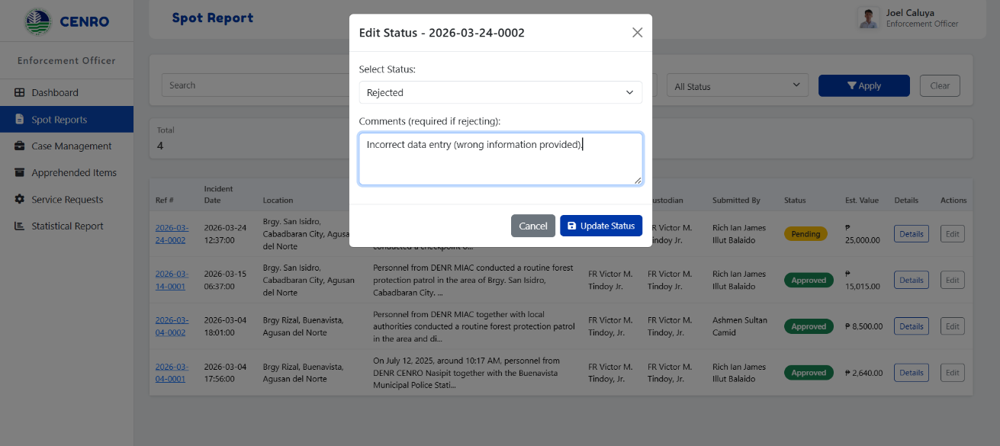 CENRO
Enforcement Officer
Dashboard
Spot Reports
Case Management
Apprehended Items
Service Requests
Statistical Report
Spot Report
Joel Caluya
Enforcement Officer
Search
All Status
Apply
Clear
Total
4
Edit Status - 2026-03-24-0002
Select Status:
Rejected
Comments (required if rejecting):
Incorrect data entry (wrong information provided).
Cancel
Update Status
Ref #
Incident
Date
Location
Submitted By
Status
Est. Value
Details
Actions
2026-03-
24-0002
2026-03-24
12:37:00
Brgy. San Isidro,
Cabadbaran City,
del Norte
Rich Ian James
Illut Balaido
Pending
₱
25,000.00
Details
Edit
2026-03-
14-0001
2026-03-15
06:37:00
Brgy. San Isidro,
Cabadbaran City, Agusan
del Norte
Personnel from DENR MIAC conducted a routine forest
protection patrol in the area of Brgy. San Isidro,
Cabadbaran City. ...
FR Victor M.
Tindoy Jr.
FR Victor M.
Tindoy Jr.
Rich Ian James
Illut Balaido
Approved
₱
15,015.00
Details
Edit
2026-03-
04-0002
2026-03-04
18:01:00
Brgy Rizal, Buenavista,
Agusan del Norte
Personnel from DENR MIAC together with local
authorities conducted a routine forest protection patrol
in the area and di...
FR Victor M.
Tindoy, Jr.
FR Victor M.
Tindoy, Jr.
Ashmen Sultan
Camid
Approved
₱ 8,500.00
Details
Edit
2026-03-
04-0001
2026-03-04
17:56:00
Brgy Rizal, Buenavista,
Agusan del Norte
On July 12, 2025, around 10:17 AM, personnel from
DENR CENRO Nasipit together with the Buenavista
Municipal Police Stati...
FR Victor M.
Tindoy, Jr.
FR Victor M.
Tindoy, Jr.
Rich Ian James
Illut Balaido
Approved
₱ 2,640.00
Details
Edit